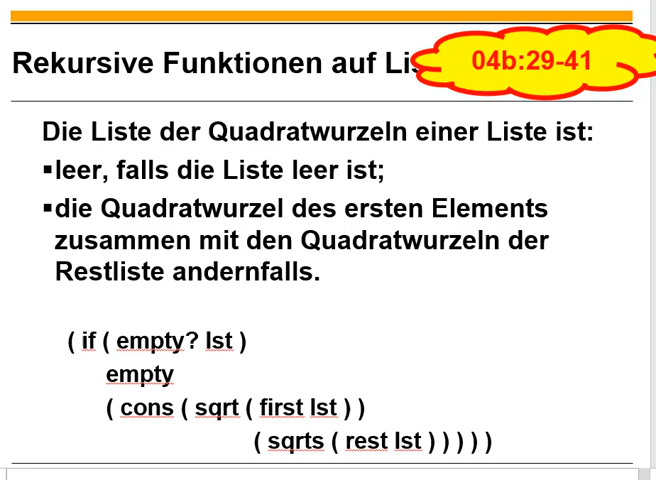 Rekursive Funktionen auf
04b:29-41
Die Liste der Quadratwurzeln einer Liste ist:
▪leer, falls die Liste leer ist;
▪die Quadratwurzel des ersten Elements
zusammen mit den Quadratwurzeln der
Restliste andernfalls.
( if ( empty? lst )
empty
( cons ( sqrt ( first lst ) )
( sqrts ( rest lst ) ) ) ) )